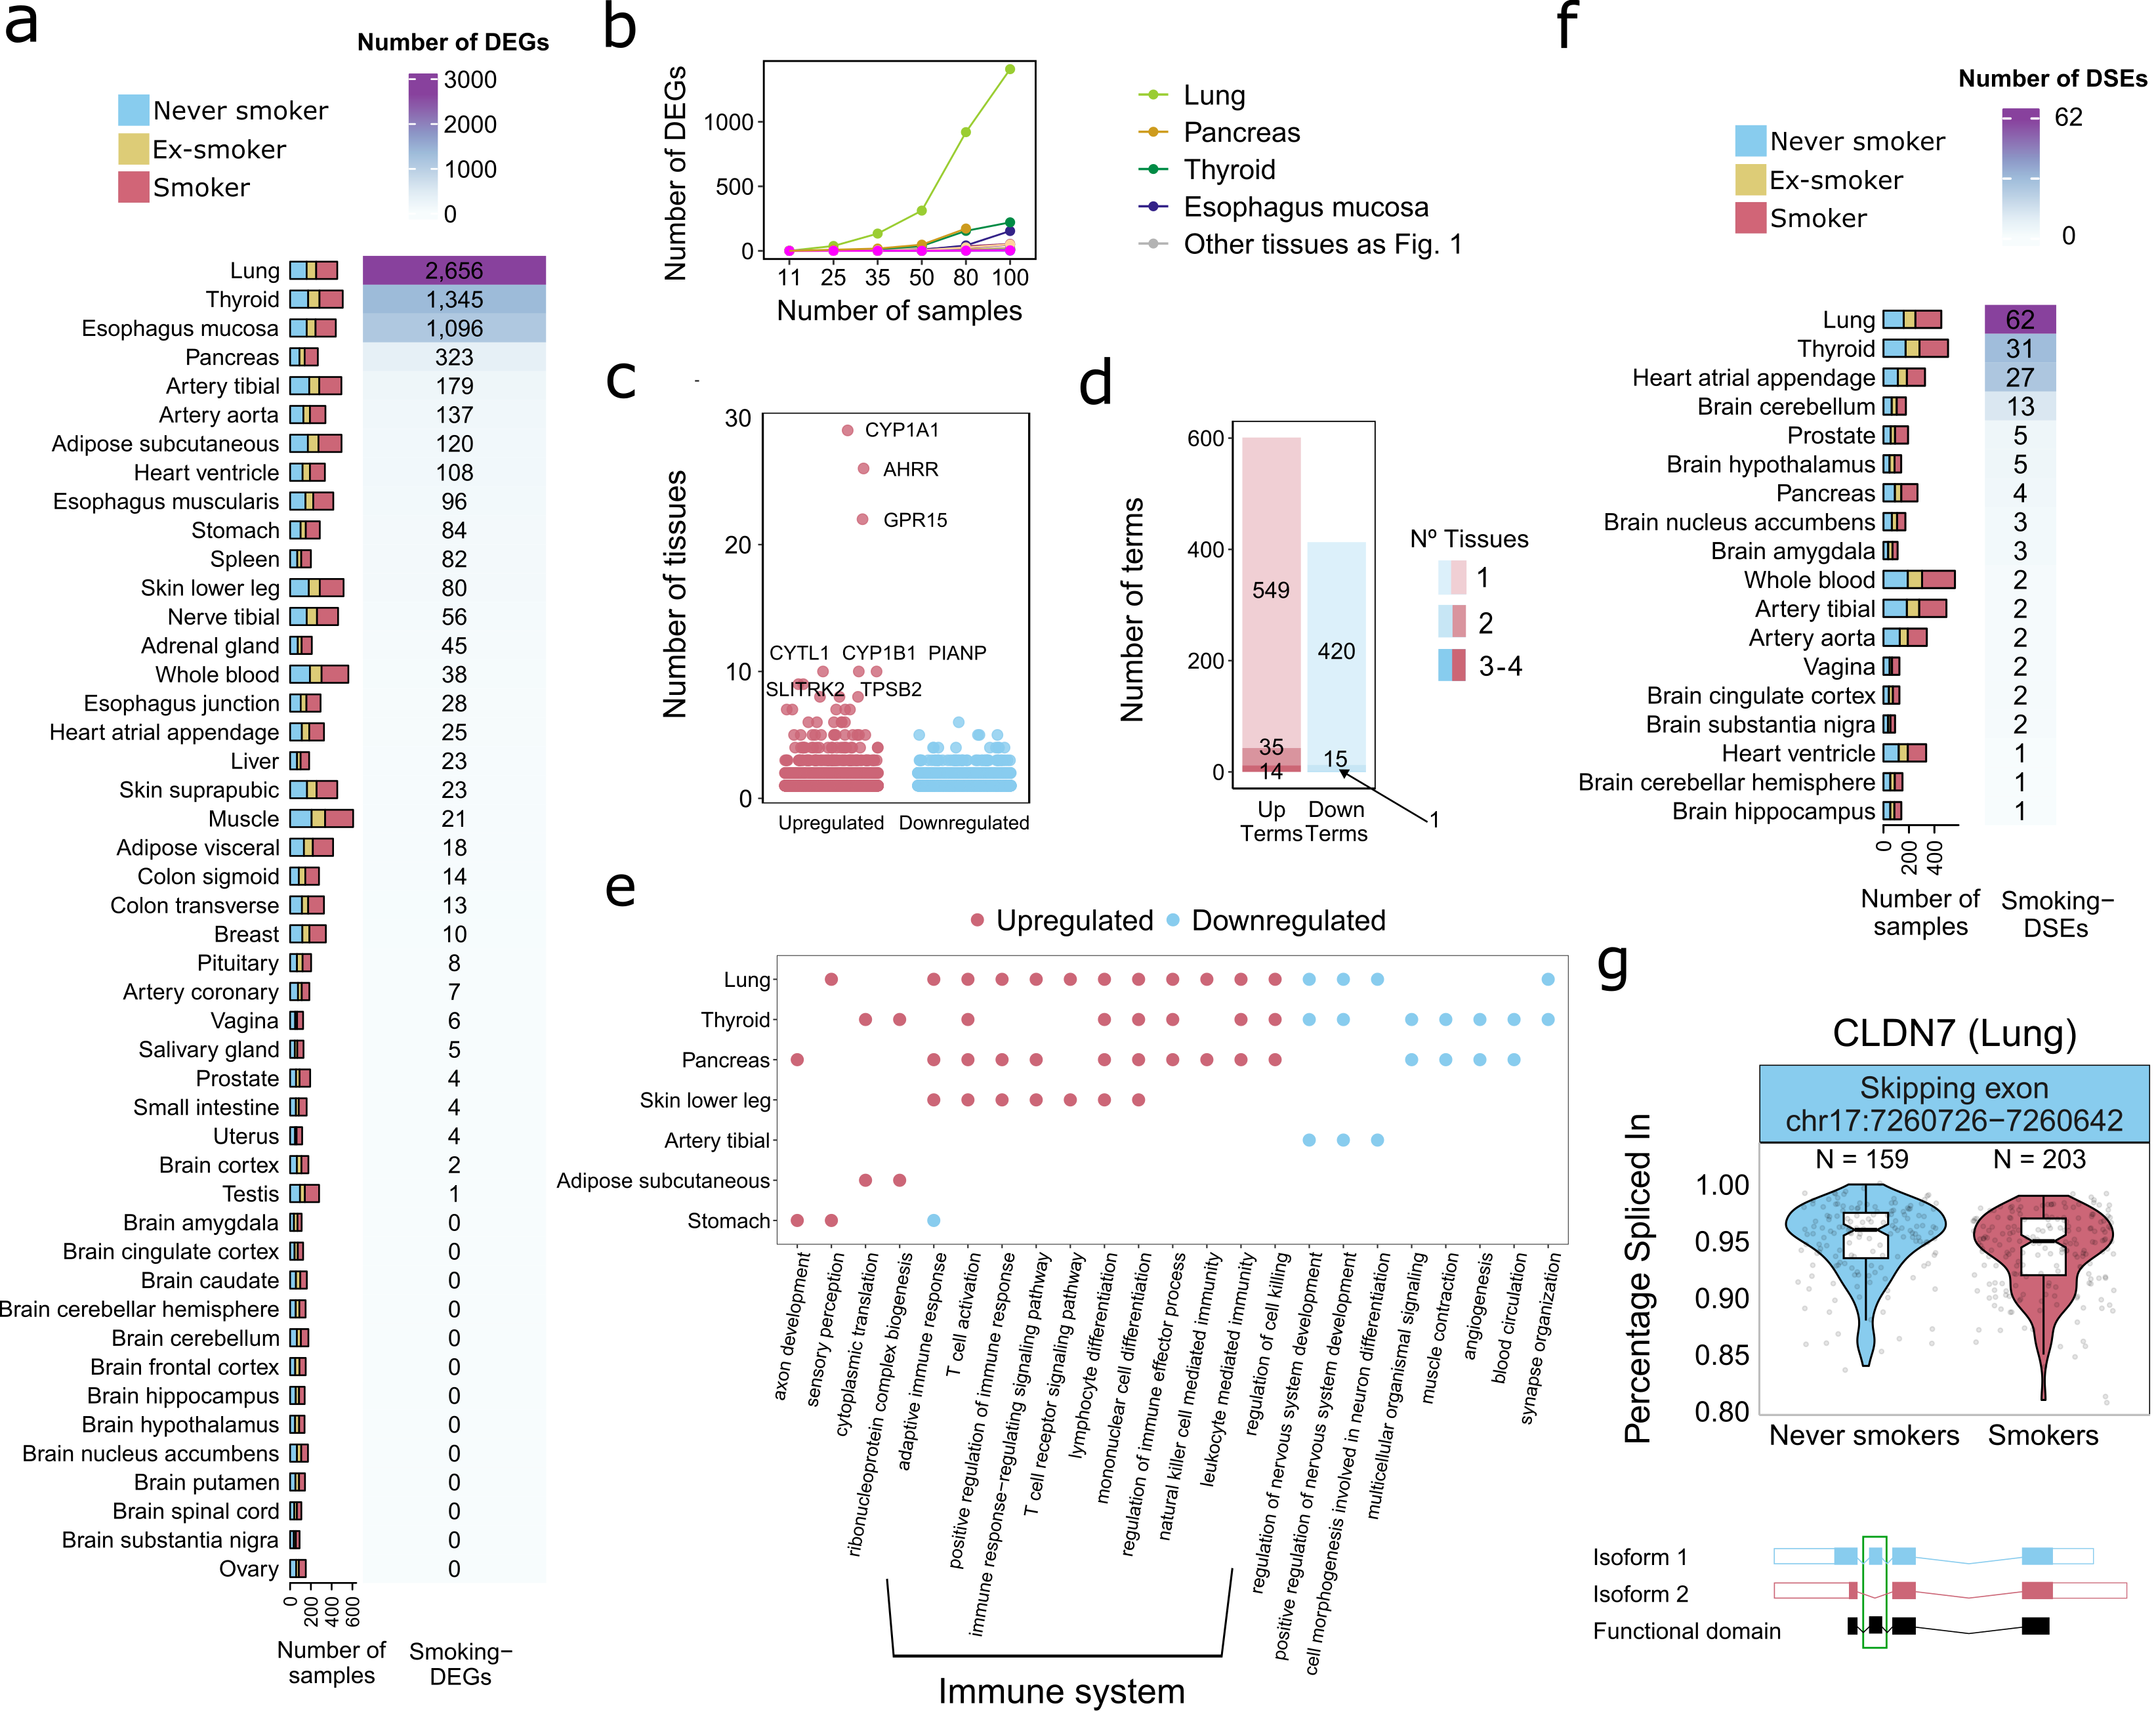 a
Number of DEGs
Never smoker
Ex-smoker
Smoker
3000
2000
1000
0
Lung 2,656
Thyroid 1,345
Esophagus mucosa 1,096
Pancreas 323
Artery tibial 179
Artery aorta 137
Adipose subcutaneous 120
Heart ventricle 108
Esophagus muscularis 96
Stomach 84
Spleen 82
Skin lower leg 80
Nerve tibial 56
Adrenal gland 45
Whole blood 38
Esophagus junction 28
Heart atrial appendage 25
Liver 23
Skin suprapubic 23
Muscle 21
Adipose visceral 18
Colon sigmoid 14
Colon transverse 13
Breast 10
Pituitary 8
Artery coronary 7
Vagina 6
Salivary gland 5
Prostate 4
Small intestine 4
Uterus 4
Brain cortex 2
Testis 1
Brain amygdala 0
Brain cingulate cortex 0
Brain caudate 0
Brain cerebellar hemisphere 0
Brain cerebellum 0
Brain frontal cortex 0
Brain hippocampus 0
Brain hypothalamus 0
Brain nucleus accumbens 0
Brain putamen 0
Brain spinal cord 0
Brain substantia nigra 0
Ovary 0
0 200 400 600
Number of
samples
Smoking−
DEGs
b
Number of DEGs
1000
500
0
11 25 35 50 80 100
Number of samples
Lung
Pancreas
Thyroid
Esophagus mucosa
Other tissues as Fig. 1
c
Number of tissues
30
20
10
0
CYP1A1
AHRR
GPR15
CYTL1 CYP1B1 PIANP
SLITRK2 TPSB2
Upregulated Downregulated
d
Number of terms
600
400
200
0
549
35
14
420
15
1
Up
Terms
Down
Terms
Nº Tissues
1
2
3-4
e
Upregulated Downregulated
Lung
Thyroid
Pancreas
Skin lower leg
Artery tibial
Adipose subcutaneous
Stomach
axon development
sensory perception
cytoplasmic translation
ribonucleoprotein complex biogenesis
adaptive immune response
T cell activation
positive regulation of immune response
immune response−regulating signaling pathway
T cell receptor signaling pathway
lymphocyte differentiation
mononuclear cell differentiation
regulation of immune effector process
natural killer cell mediated immunity
leukocyte mediated immunity
regulation of cell killing
regulation of nervous system development
positive regulation of nervous system development
cell morphogenesis involved in neuron differentiation
multicellular organismal signaling
muscle contraction
angiogenesis
blood circulation
synapse organization
Immune system
f
Number of DSEs
Never smoker
Ex-smoker
Smoker
62
0
Lung 62
Thyroid 31
Heart atrial appendage 27
Brain cerebellum 13
Prostate 5
Brain hypothalamus 5
Pancreas 4
Brain nucleus accumbens 3
Brain amygdala 3
Whole blood 2
Artery tibial 2
Artery aorta 2
Vagina 2
Brain cingulate cortex 2
Brain substantia nigra 2
Heart ventricle 1
Brain cerebellar hemisphere 1
Brain hippocampus 1
0 200 400
Number of
samples
Smoking−
DSEs
g
CLDN7 (Lung)
Skipping exon
chr17:7260726−7260642
N = 159 N = 203
Percentage Spliced In
1.00
0.95
0.90
0.85
0.80
Never smokers Smokers
Isoform 1
Isoform 2
Functional domain